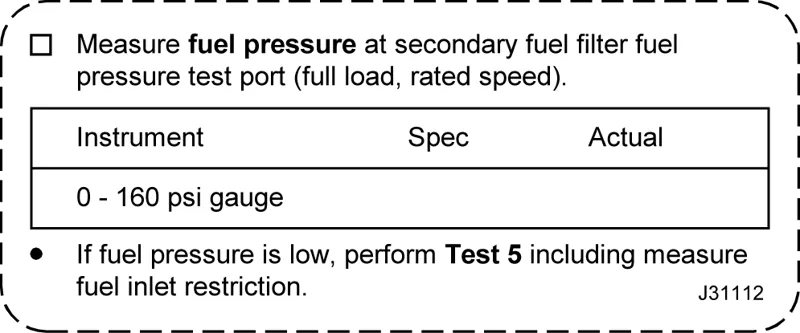 Measure fuel pressure at secondary fuel filter fuel
pressure test port (full load, rated speed).
Instrument Spec Actual
0 - 160 psi gauge
If fuel pressure is low, perform Test 5 including measure
fuel inlet restriction.
J31112